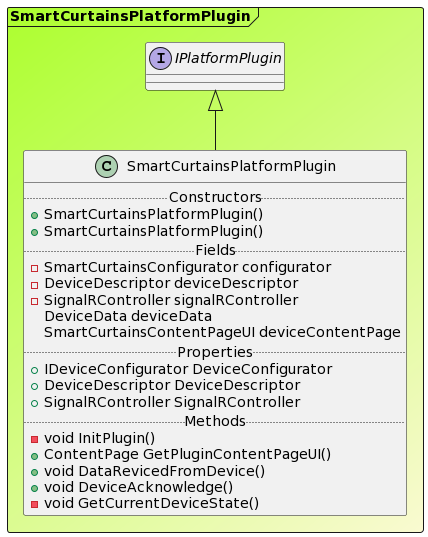 SmartCurtainsPlatformPlugin
I IPlatformPlugin
C SmartCurtainsPlatformPlugin
Constructors
SmartCurtainsPlatformPlugin()
SmartCurtainsPlatformPlugin()
Fields
SmartCurtainsConfigurator configurator
DeviceDescriptor deviceDescriptor
SignalRController signalRController
DeviceData deviceData
SmartCurtainsContentPageUI deviceContentPage
Properties
IDeviceConfigurator DeviceConfigurator
DeviceDescriptor DeviceDescriptor
SignalRController SignalRController
Methods
void InitPlugin()
ContentPage GetPluginContentPageUI()
void DataRevicedFromDevice()
void DeviceAcknowledge()
void GetCurrentDeviceState()